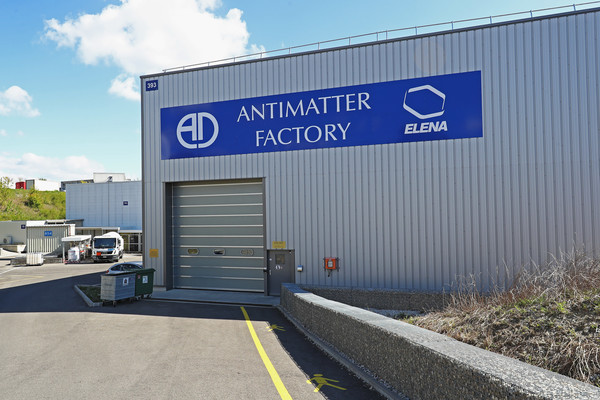 393
AD
ANTIMATTER
FACTORY
ELENA